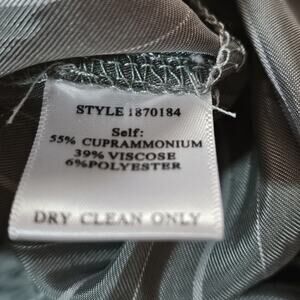 STYLE 1870184
Self:
55% CUPRAMMONIUM
39% VISCOSE
6%POLYESTER
DRY CLEAN ONLY